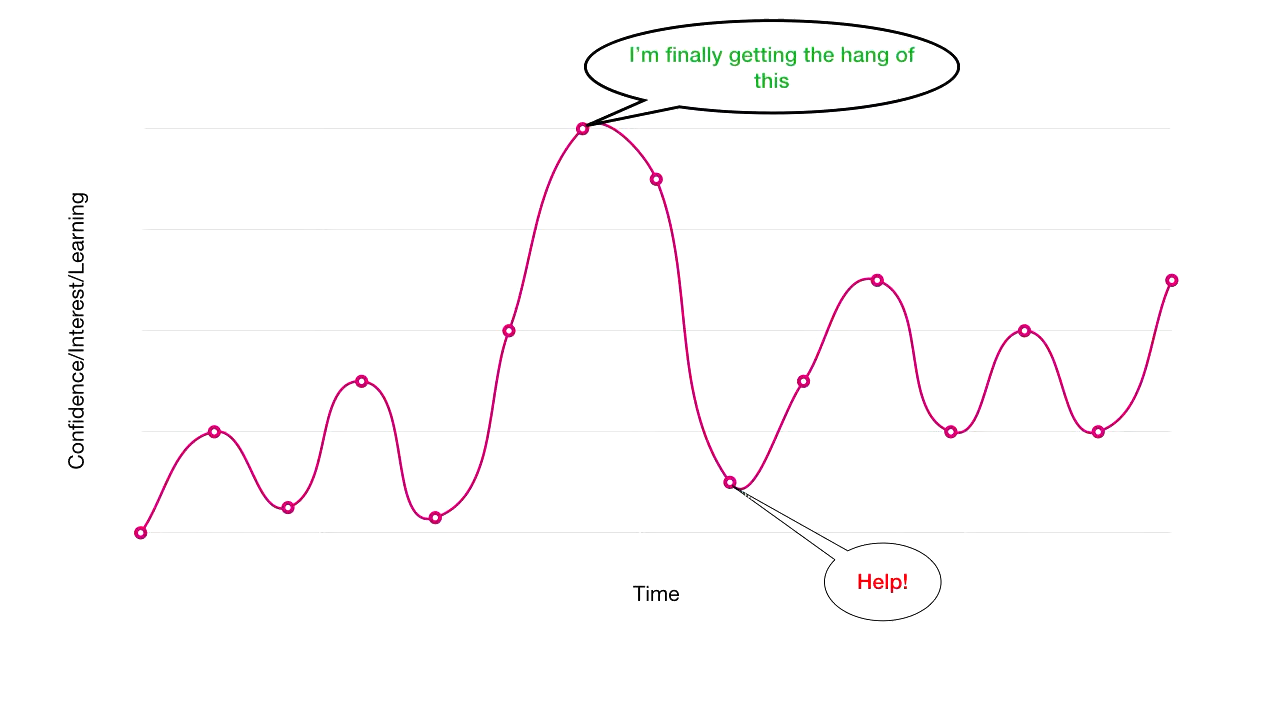 I'm finally getting the hang of
this
Confidence/Interest/Learning
Time
Help!